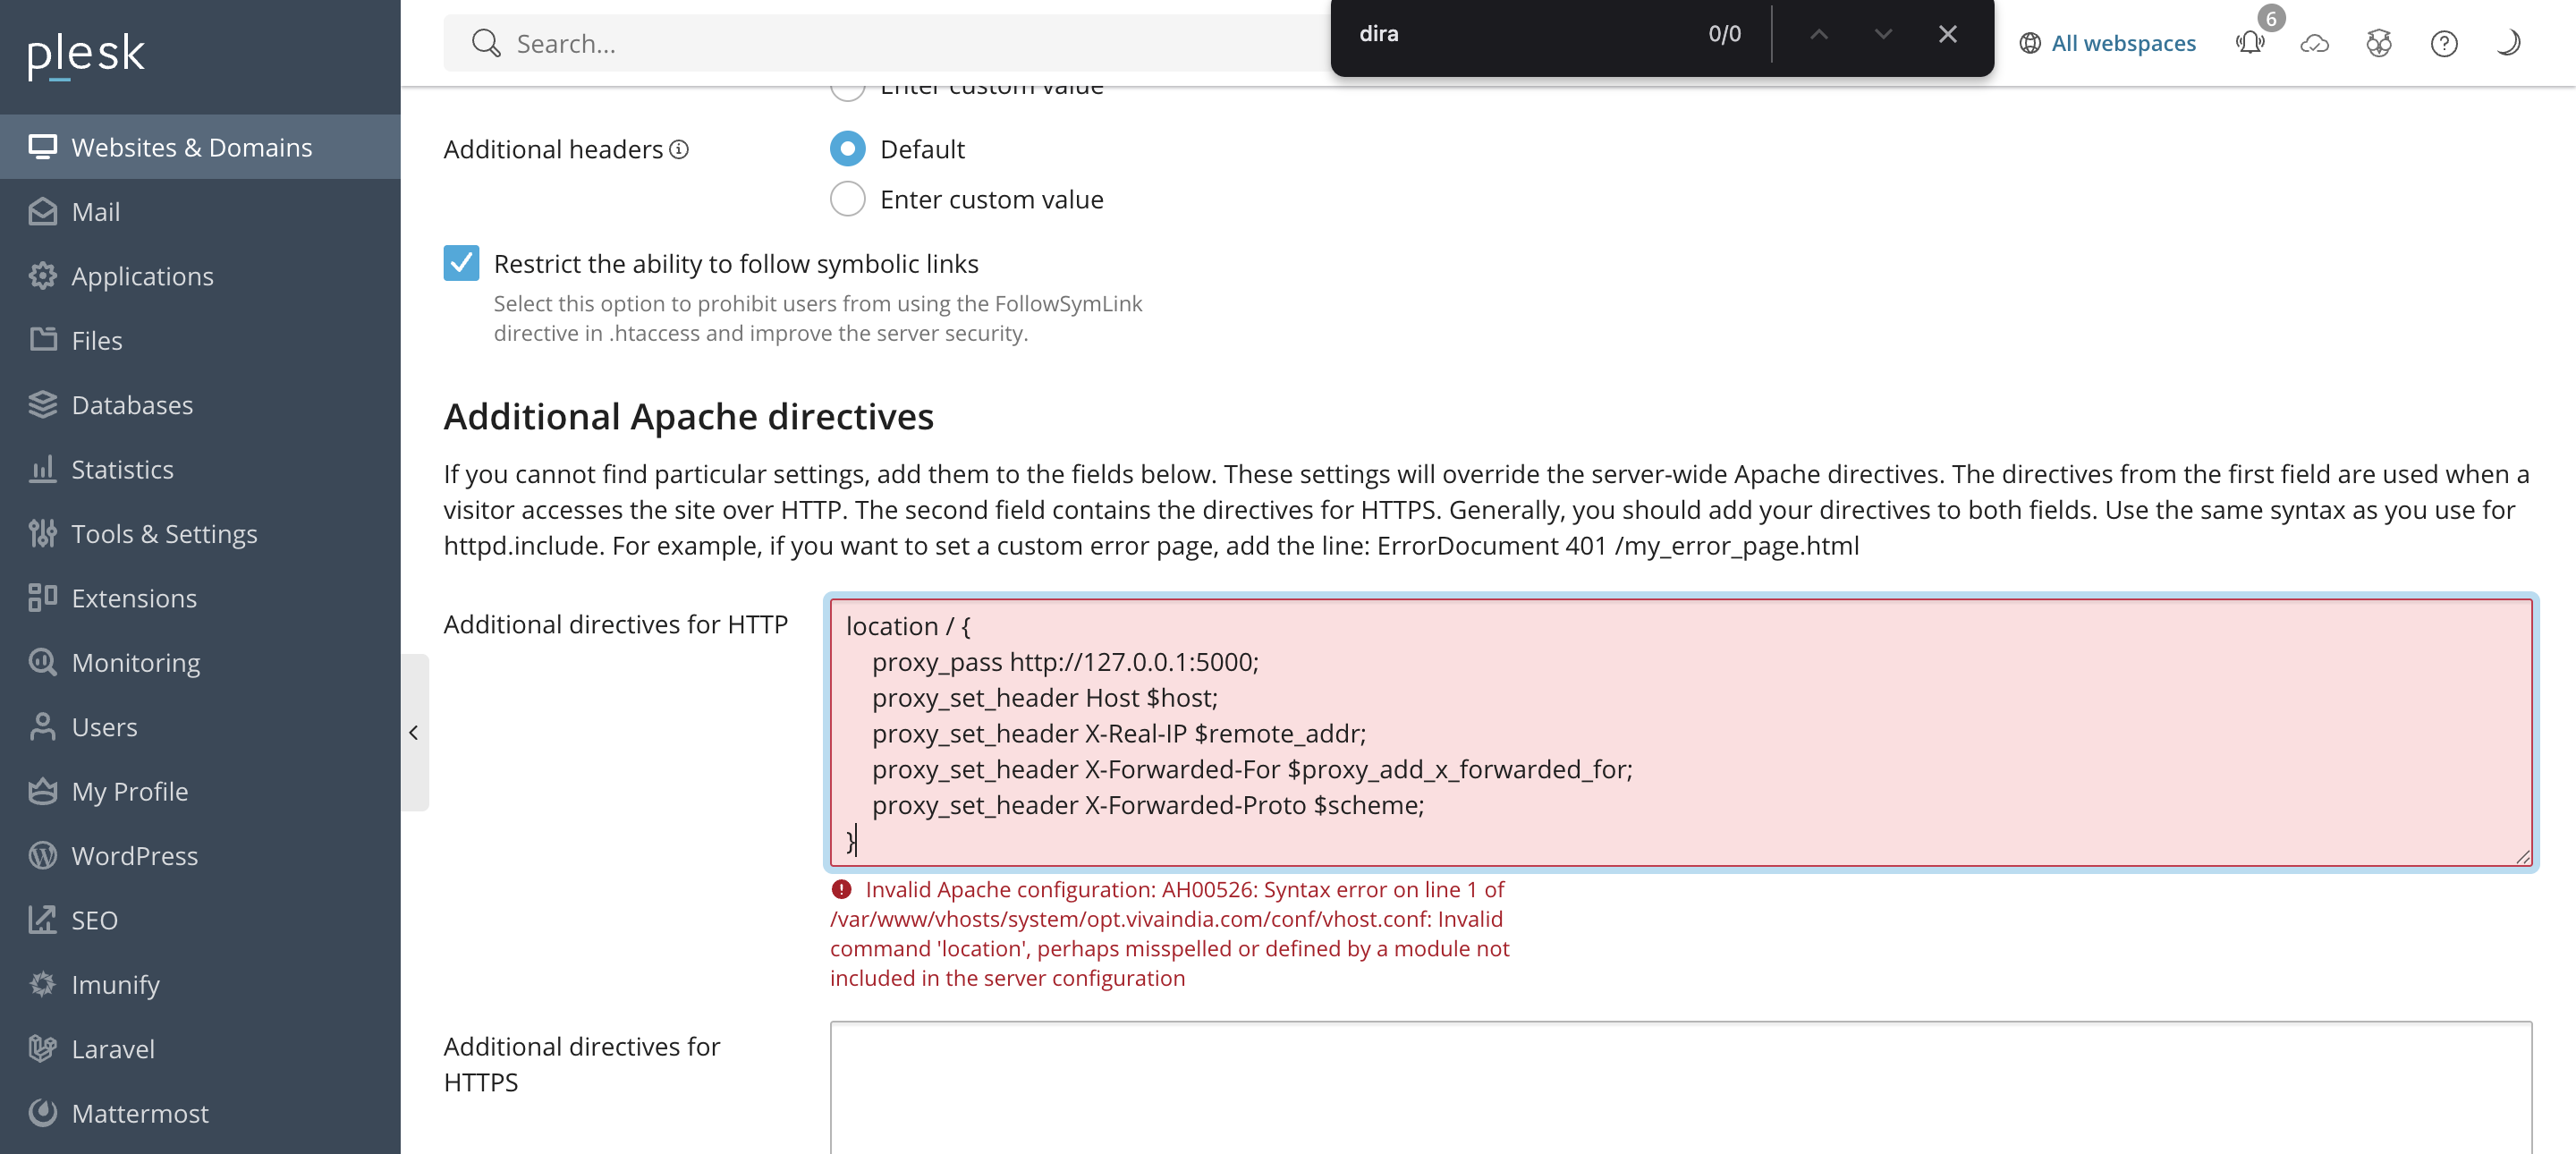 plesk
Search...
dira
0/0
All webspaces
6
Websites & Domains
Mail
Applications
Files
Databases
Statistics
Tools & Settings
Extensions
Monitoring
Users
My Profile
WordPress
SEO
Imunify
Laravel
Mattermost
Enter custom value
Additional headers
Default
Enter custom value
Restrict the ability to follow symbolic links
Select this option to prohibit users from using the FollowSymLink
directive in .htaccess and improve the server security.
Additional Apache directives
If you cannot find particular settings, add them to the fields below. These settings will override the server-wide Apache directives. The directives from the first field are used when a
visitor accesses the site over HTTP. The second field contains the directives for HTTPS. Generally, you should add your directives to both fields. Use the same syntax as you use for
httpd.include. For example, if you want to set a custom error page, add the line: ErrorDocument 401 /my_error_page.html
Additional directives for HTTP
location / {
proxy_pass http://127.0.0.1:5000;
proxy_set_header Host $host;
proxy_set_header X-Real-IP $remote_addr;
proxy_set_header X-Forwarded-For $proxy_add_x_forwarded_for;
proxy_set_header X-Forwarded-Proto $scheme;
}
Invalid Apache configuration: AH00526: Syntax error on line 1 of
/var/www/vhosts/system/opt.vivaindia.com/conf/vhost.conf: Invalid
command 'location', perhaps misspelled or defined by a module not
included in the server configuration
Additional directives for
HTTPS